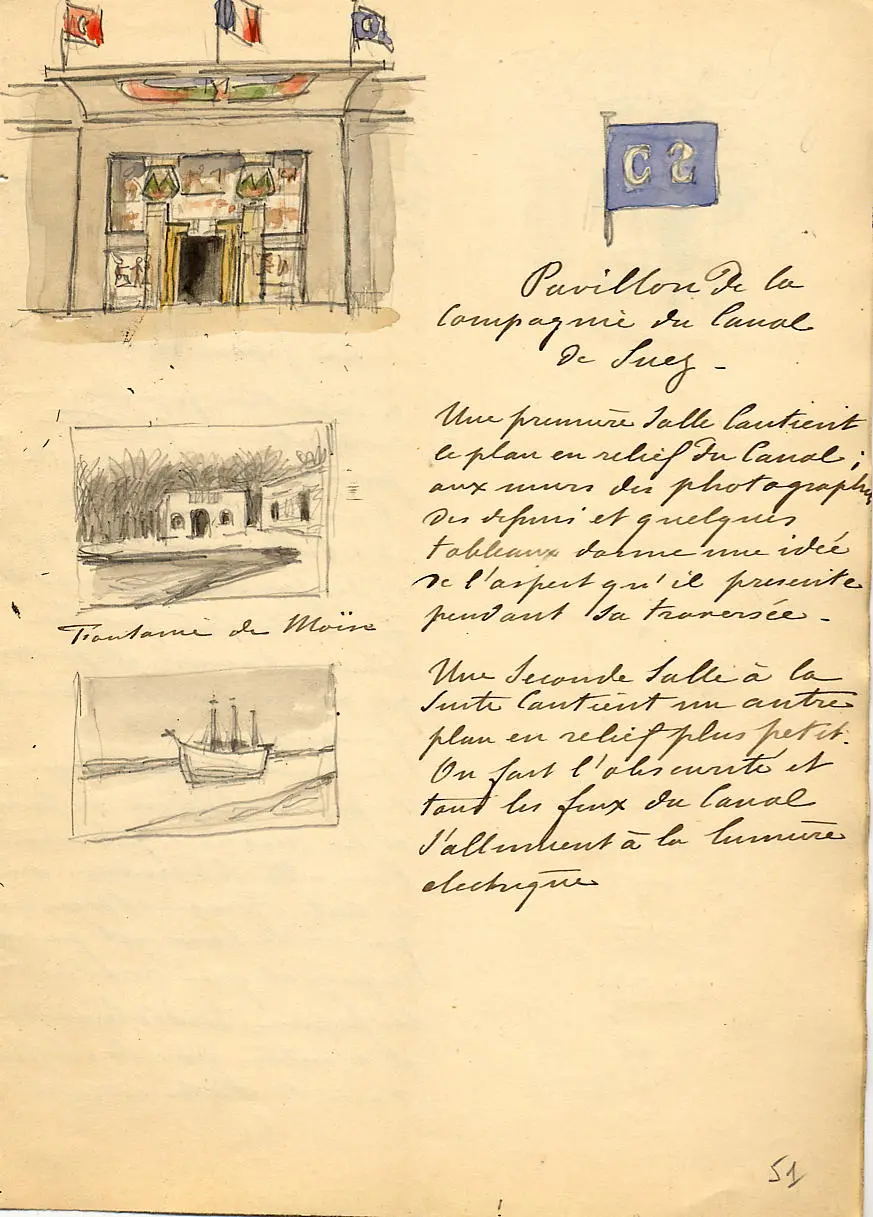 C S
Pavillon de la
Compagnie du Canal
de Suez -
Une première salle contient
le plan en relief du Canal ;
aux murs des photographies
des dessins et quelques
tableaux donne une idée
de l'aspect qu'il presente
pendant sa traversée -
Fontaine de Moïse
Une seconde salle à la
suite contient un autre
plan en relief plus petit.
On fait l'obscurité et
tous les feux du Canal
s'allument à la lumière
electrique
51